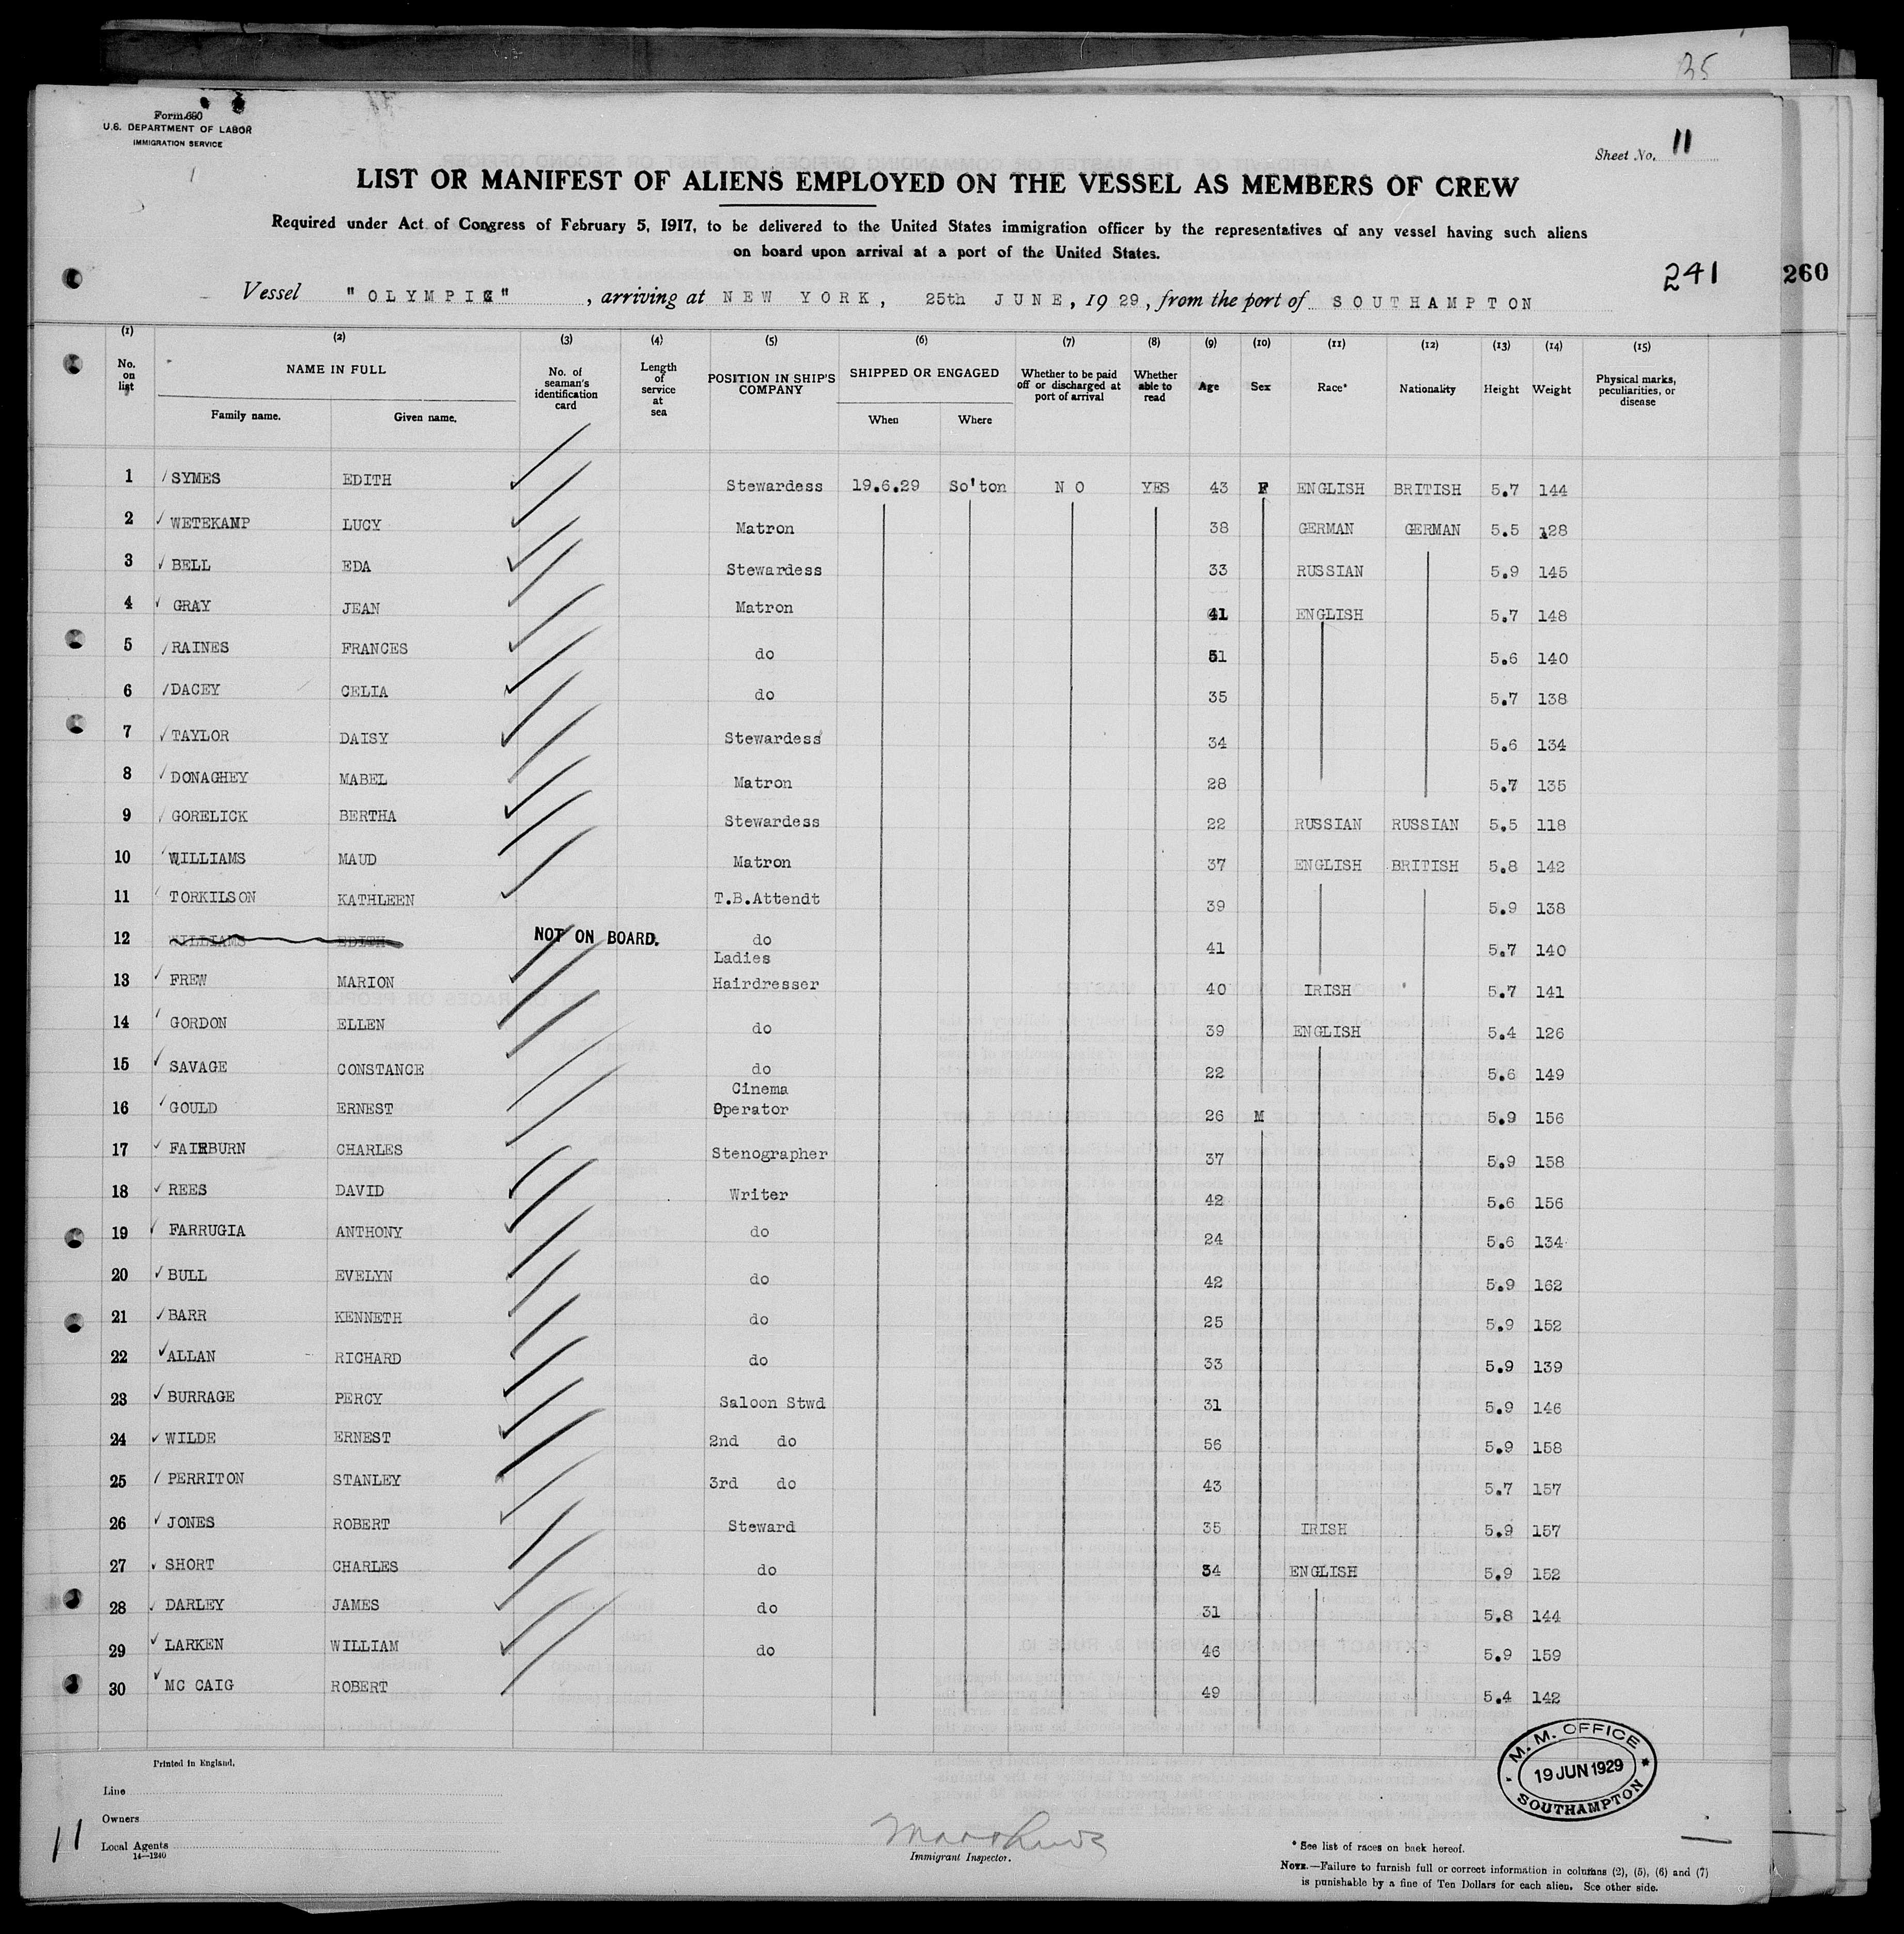 35
Form 680
U.S. DEPARTMENT OF LABOR
IMMIGRATION SERVICE
Sheet No. 11
LIST OR MANIFEST OF ALIENS EMPLOYED ON THE VESSEL AS MEMBERS OF CREW
Required under Act of Congress of February 5, 1917, to be delivered to the United States immigration officer by the representatives of any vessel having such aliens
on board upon arrival at a port of the United States.
241 260
Vessel "OLYMPIC", arriving at NEW YORK, 25th JUNE, 1929, from the port of SOUTHAMPTON
(1) (2) (3) (4) (5) (6) (7) (8) (9) (10) (11) (12) (13) (14) (15)
No. on list NAME IN FULL Family name. Given name. No. of seaman's identification card Length of service at sea POSITION IN SHIP'S COMPANY SHIPPED OR ENGAGED When Where Whether to be paid off or discharged at port of arrival Whether able to read Age Sex Race* Nationality Height Weight Physical marks, peculiarities, or disease
1 SYMES EDITH Stewardess 19.6.29 So'ton NO YES 43 F ENGLISH BRITISH 5.7 144
2 WETEKAMP LUCY Matron 38 GERMAN GERMAN 5.5 128
3 BELL EDA Stewardess 33 RUSSIAN 5.9 145
4 GRAY JEAN Matron 41 ENGLISH 5.7 148
5 RAINES FRANCES do 51 5.6 140
6 DACEY CELIA do 35 5.7 138
7 TAYLOR DAISY Stewardess 34 5.6 134
8 DONAGHEY MABEL Matron 28 5.7 135
9 GORELICK BERTHA Stewardess 22 RUSSIAN RUSSIAN 5.5 118
10 WILLIAMS MAUD Matron 37 ENGLISH BRITISH 5.8 142
11 TORKILSON KATHLEEN T.B.Attendt 39 5.9 138
12 WILLIAMS EDITH NOT ON BOARD. do 41 5.7 140
13 FREW MARION Ladies Hairdresser 40 IRISH 5.7 141
14 GORDON ELLEN do 39 ENGLISH 5.4 126
15 SAVAGE CONSTANCE do 22 5.6 149
16 GOULD ERNEST Cinema Operator 26 M 5.9 156
17 FAIRBURN CHARLES Stenographer 37 5.9 158
18 REES DAVID Writer 42 5.6 156
19 FARRUGIA ANTHONY do 24 5.6 134
20 BULL EVELYN do 42 5.9 162
21 BARR KENNETH do 25 5.9 152
22 ALLAN RICHARD do 33 5.9 139
23 BURRAGE PERCY Saloon Stwd 31 5.9 146
24 WILDE ERNEST 2nd do 56 5.9 158
25 PERRITON STANLEY 3rd do 43 5.7 157
26 JONES ROBERT Steward 35 IRISH 5.9 157
27 SHORT CHARLES do 34 ENGLISH 5.9 152
28 DARLEY JAMES do 31 5.8 144
29 LARKEN WILLIAM do 46 5.9 159
30 MC CAIG ROBERT 49 5.4 142
Printed in England.
Line
Owners
Local Agents
14—1240
11
Immigrant Inspector.
M. M. OFFICE
19 JUN 1929
SOUTHAMPTON
* See list of races on back hereof.
NOTE.—Failure to furnish full or correct information in columns (2), (5), (6) and (7)
is punishable by a fine of Ten Dollars for each alien. See other side.